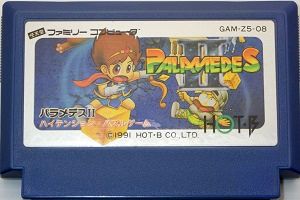 ファミリーコンピュータ
GAM-Z5-08
PALAMEDES II
パラメデスII
ハイテンション・パズルゲーム
HOT・B
©1991 HOT-B CO., LTD.